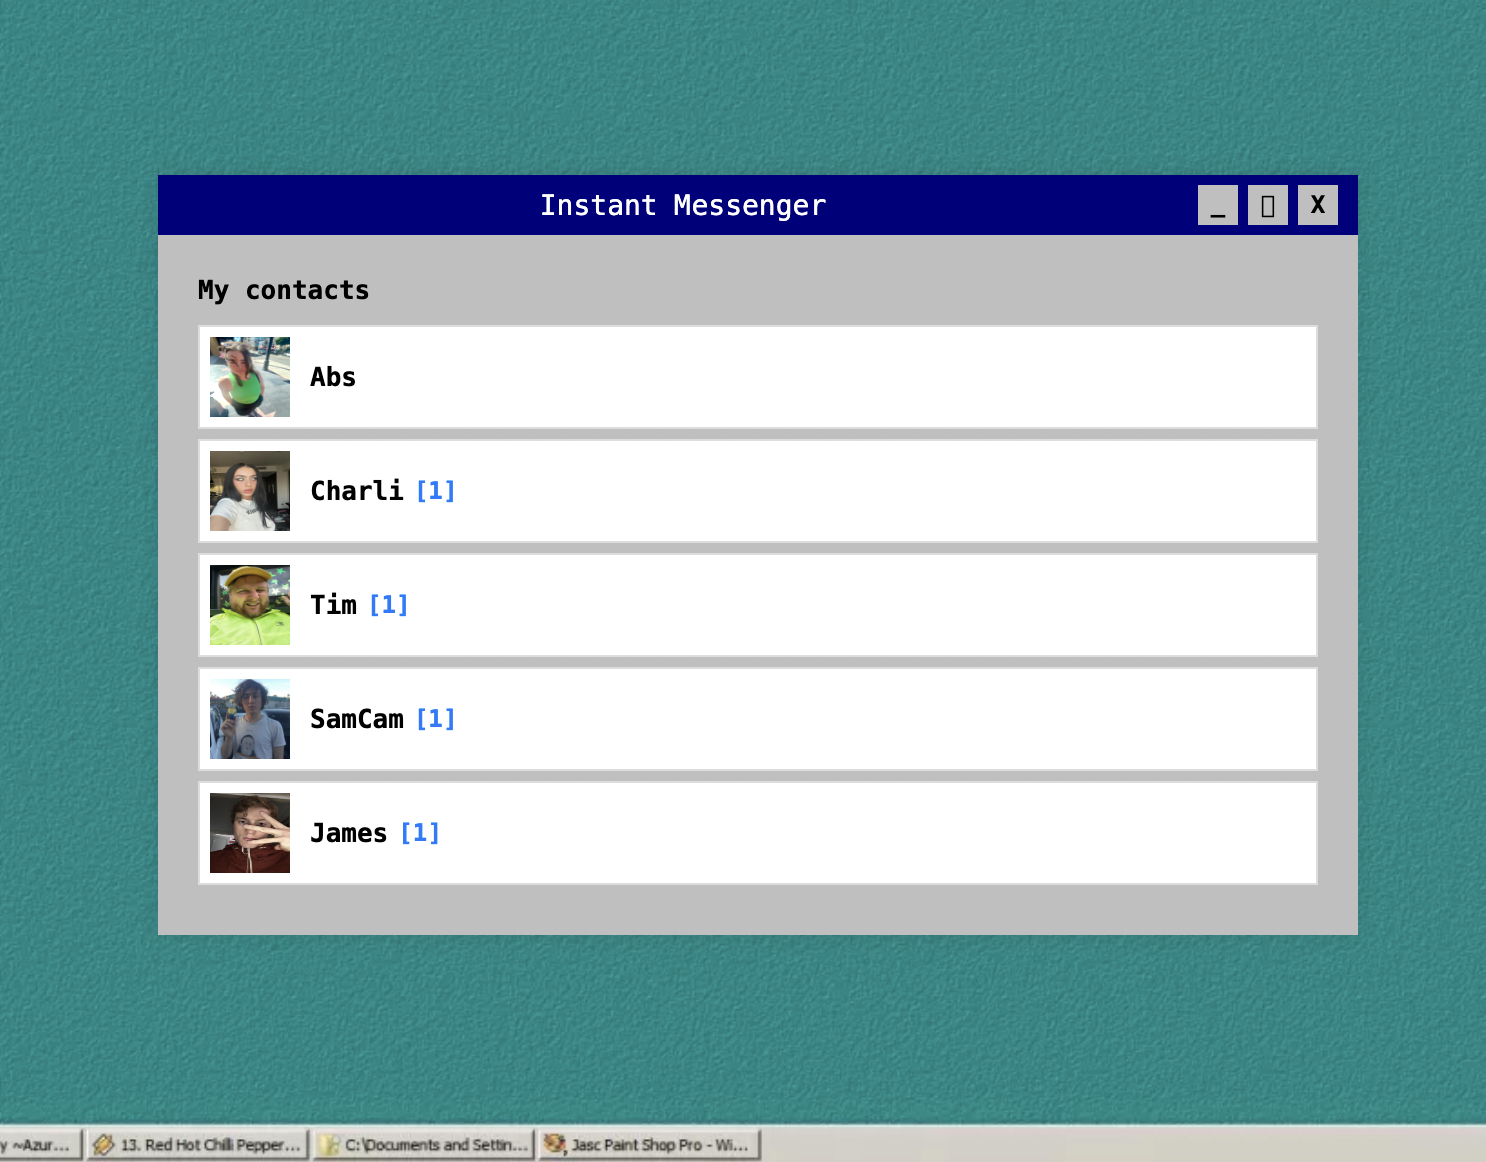 Instant Messenger
_ X
My contacts
Abs
Charli [1]
Tim [1]
SamCam [1]
James [1]
y ~Azur... 13. Red Hot Chilli Pepper... C:\Documents and Settin... Jasc Paint Shop Pro - Wi...